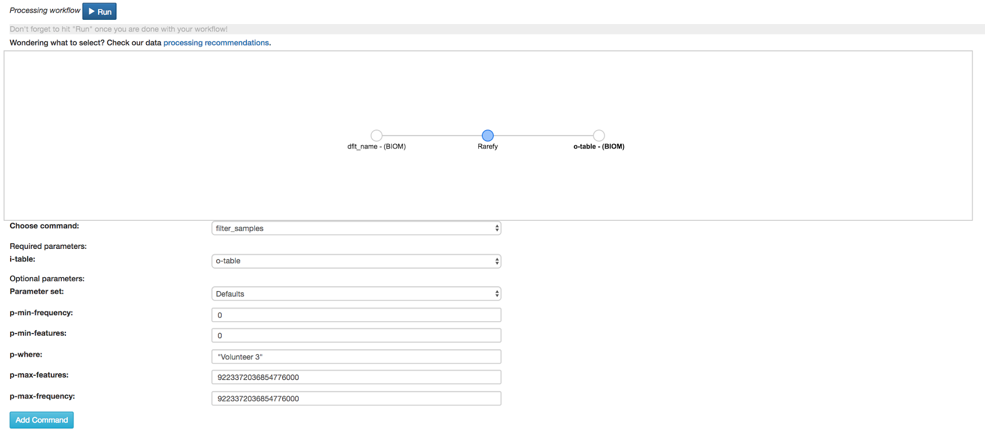 Processing workflow Run
Don't forget to hit "Run" once you are done with your workflow!
Wondering what to select? Check our data processing recommendations.
dflt_name - (BIOM) Rarefy o-table - (BIOM)
Choose command: filter_samples
Required parameters:
i-table: o-table
Optional parameters:
Parameter set: Defaults
p-min-frequency: 0
p-min-features: 0
p-where: "Volunteer 3"
p-max-features: 9223372036854776000
p-max-frequency: 9223372036854776000
Add Command